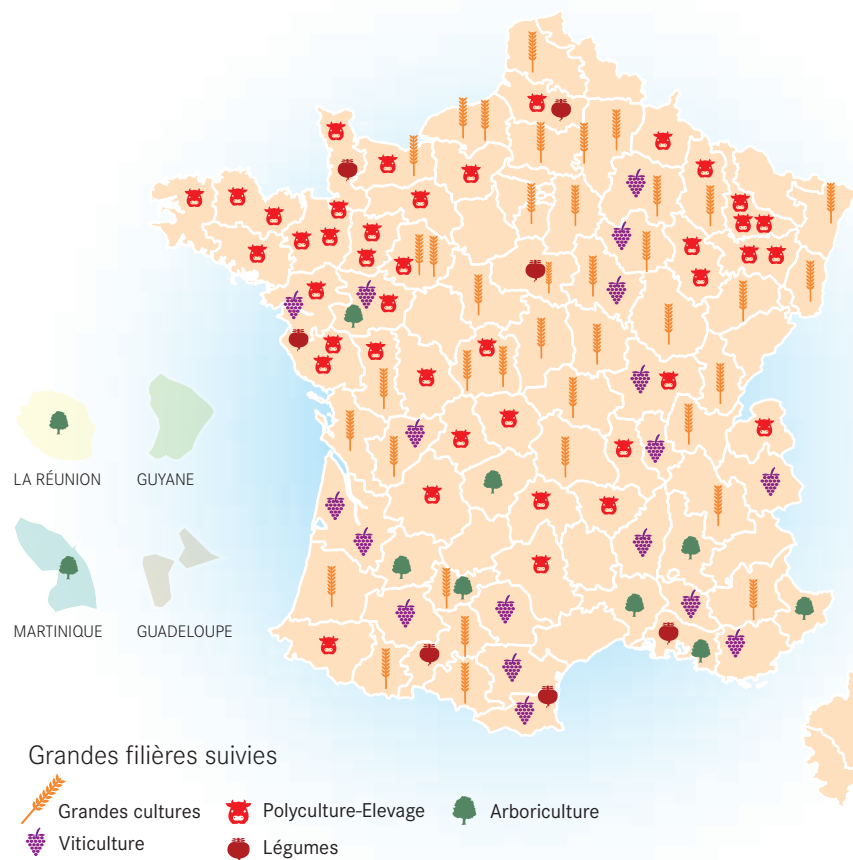 LA RÉUNION
GUYANE
MARTINIQUE
GUADELOUPE
Grandes filières suivies
Grandes cultures
Polyculture-Elevage
Arboriculture
Viticulture
Légumes